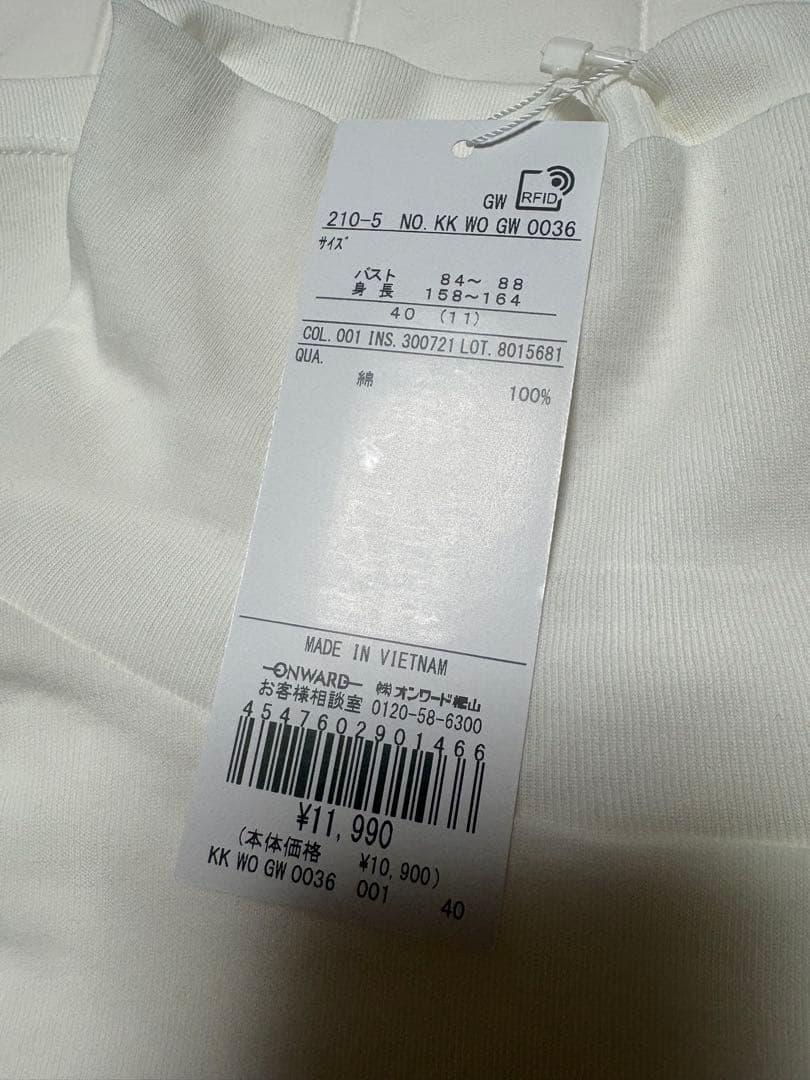 GW RFID
210-5 NO. KK WO GW 0036
サイズ
バスト 84〜 88
身長 158〜164
40 (11)
COL. 001 INS. 300721 LOT. 8015681
QUA.
綿 100%
MADE IN VIETNAM
ONWARD ㈱オンワード樫山
お客様相談室 0120-58-6300
4547602901466
¥11,990
(本体価格 ¥10,900)
KK WO GW 0036 001 40